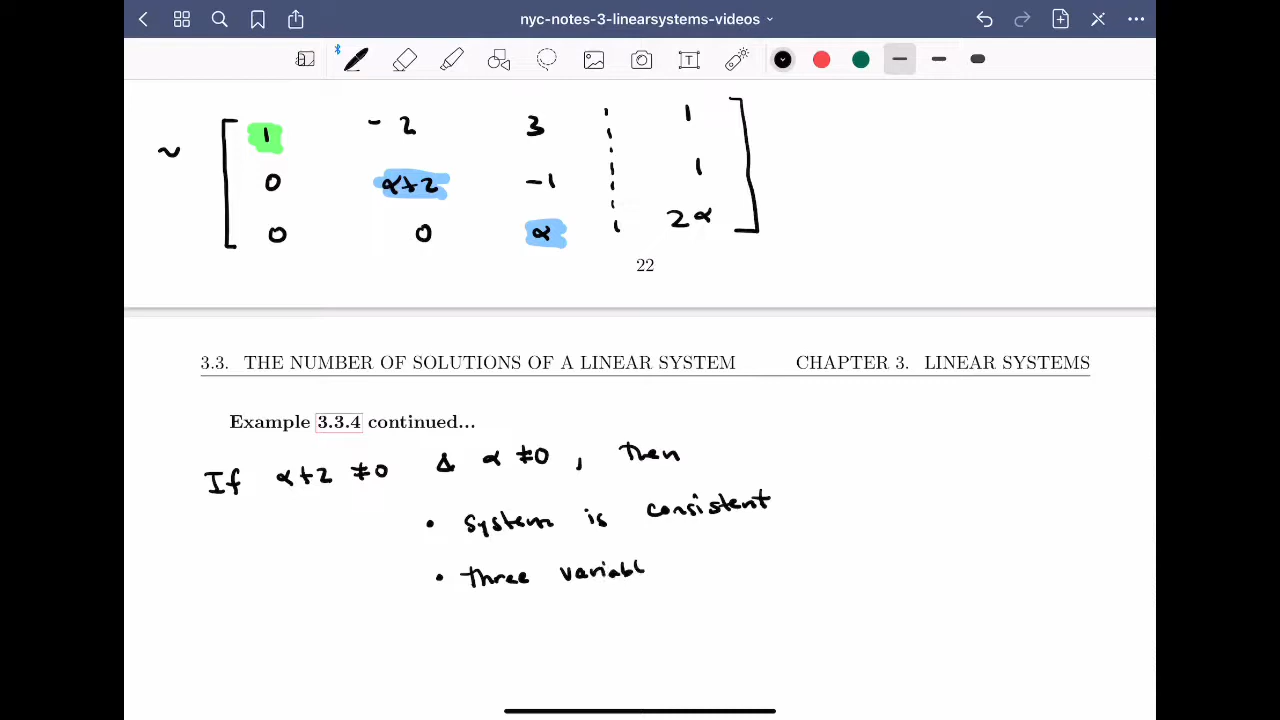 nyc-notes-3-linearsystems-videos
T
~ [ 1 -2 3 ¦ 1
0 α+2 -1 ¦ 1
0 0 α ¦ 2α ]
22
3.3. THE NUMBER OF SOLUTIONS OF A LINEAR SYSTEM CHAPTER 3. LINEAR SYSTEMS
Example 3.3.4 continued...
If α+2 ≠0 & α ≠0 , then
• system is consistent
• three variabl